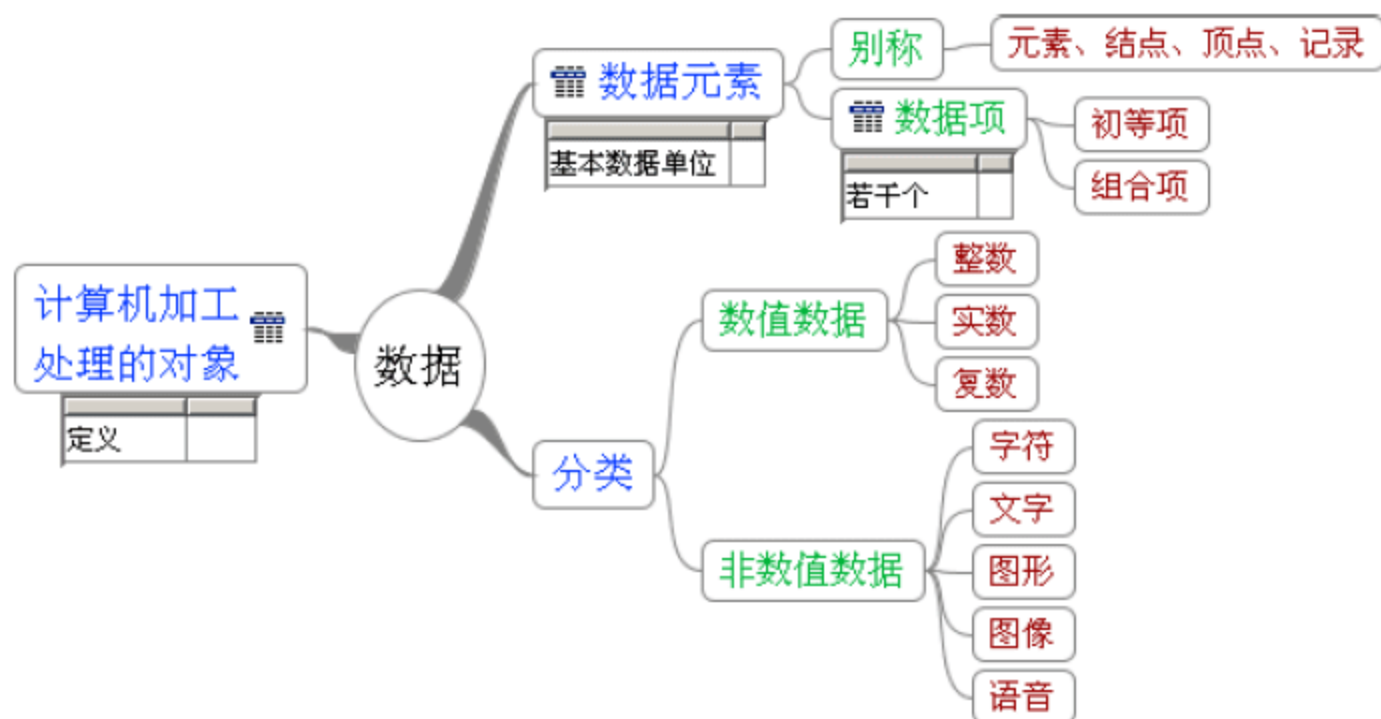 别称
元素、结点、顶点、记录
数据元素
基本数据单位
数据项
若干个
初等项
组合项
计算机加工
处理的对象
定义
数据
分类
数值数据
整数
实数
复数
非数值数据
字符
文字
图形
图像
语音